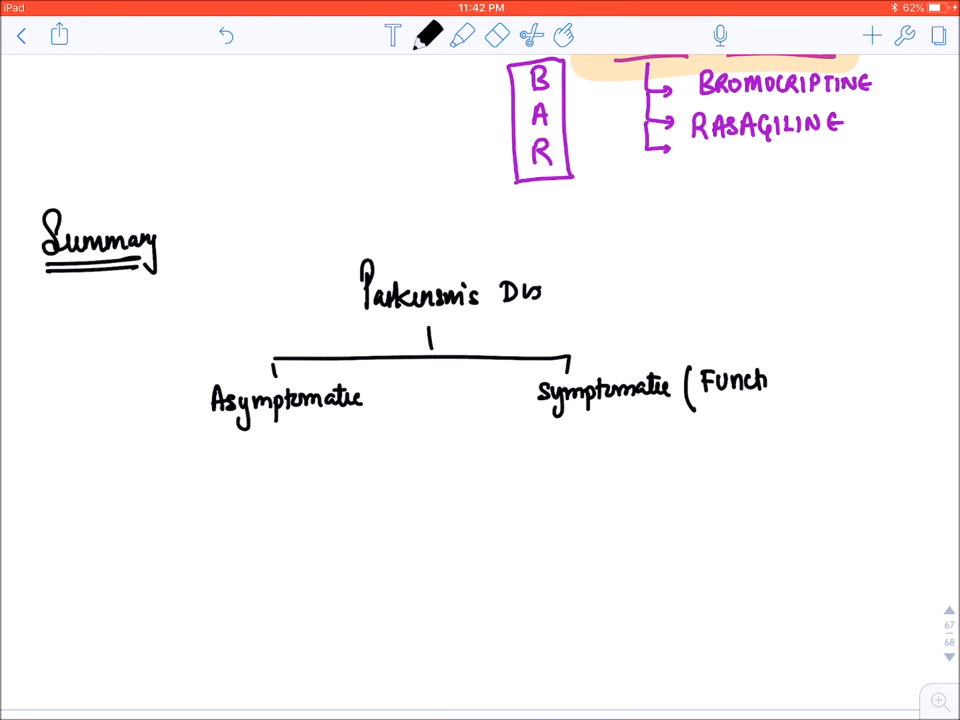 iPad 11:42 PM 62%
T
B
A
R
BROMOCRIPTINE
RASAGILINE
Summary
Parkinson's Dis
Asymptomatic
Symptomatic (Funch
67
68